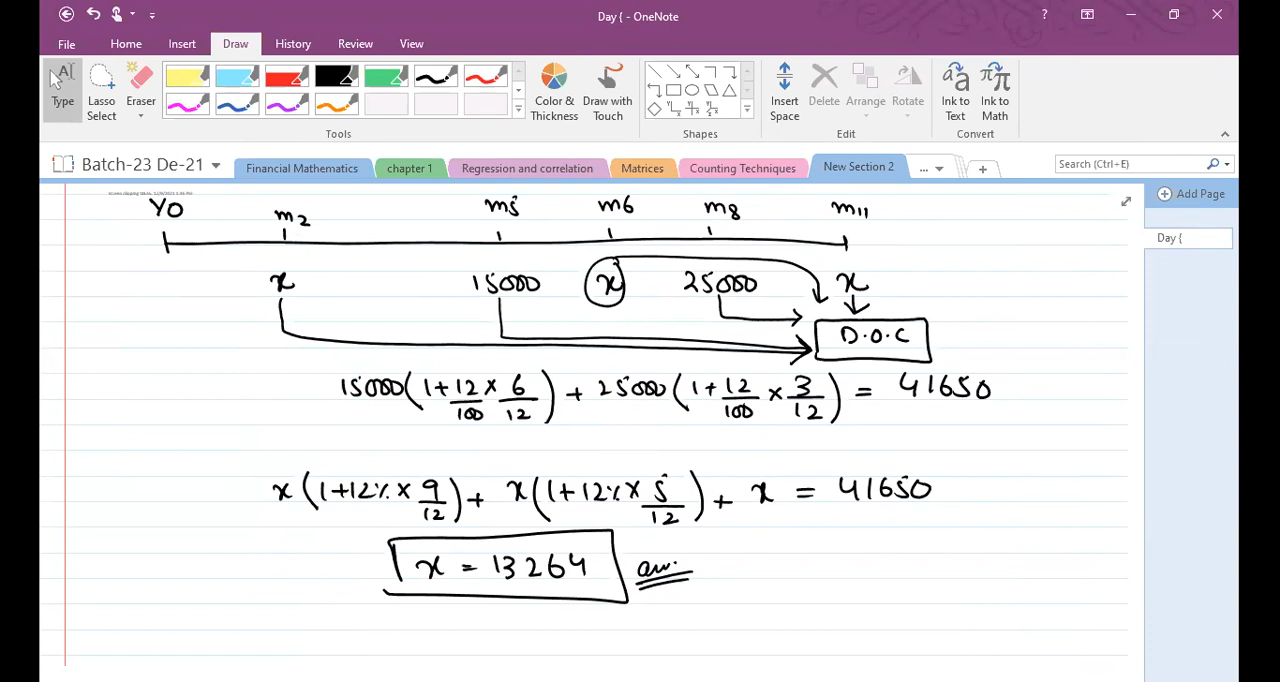 Day { - OneNote
?
File Home Insert Draw History Review View
Type
Lasso Select
Eraser
Color & Thickness
Draw with Touch
Insert Space
Delete
Arrange
Rotate
Ink to Text
Ink to Math
Tools
Shapes
Edit
Convert
Batch-23 De-21
Financial Mathematics
chapter 1
Regression and correlation
Matrices
Counting Techniques
New Section 2
...
Search (Ctrl+E)
Add Page
Day {
Y0 m2 m5 m6 m8 m11
x 15000 x 25000 x
D.O.C
15000(1+12/100 × 6/12) + 25000(1+12/100 × 3/12) = 41650
x(1+12% × 9/12) + x(1+12% × 5/12) + x = 41650
x = 13264 an.